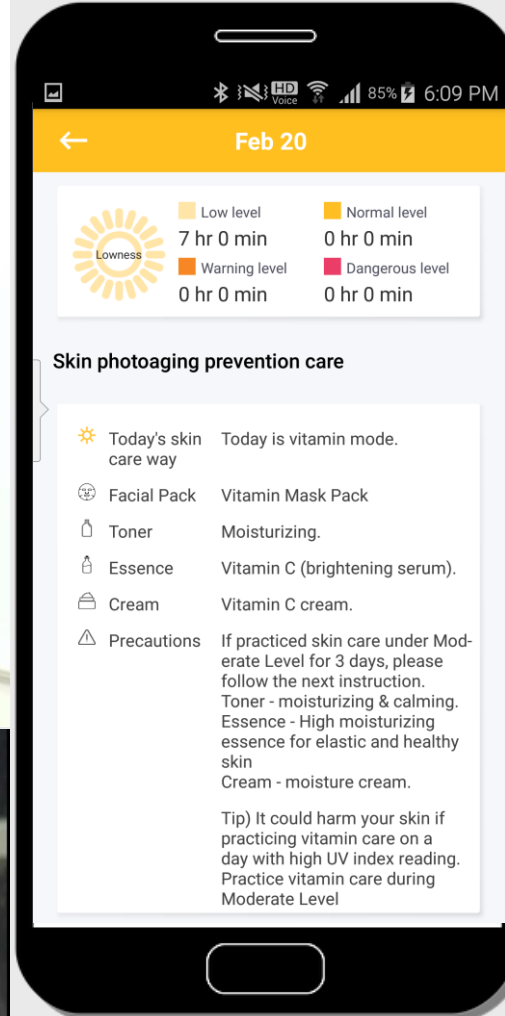 HD Voice 85% 6:09 PM
Feb 20
Lowness
Low level
7 hr 0 min
Normal level
0 hr 0 min
Warning level
0 hr 0 min
Dangerous level
0 hr 0 min
Skin photoaging prevention care
Today's skin care way
Today is vitamin mode.
Facial Pack
Vitamin Mask Pack
Toner
Moisturizing.
Essence
Vitamin C (brightening serum).
Cream
Vitamin C cream.
Precautions
If practiced skin care under Mod-
erate Level for 3 days, please
follow the next instruction.
Toner - moisturizing & calming.
Essence - High moisturizing
essence for elastic and healthy
skin
Cream - moisture cream.
Tip) It could harm your skin if
practicing vitamin care on a
day with high UV index reading.
Practice vitamin care during
Moderate Level